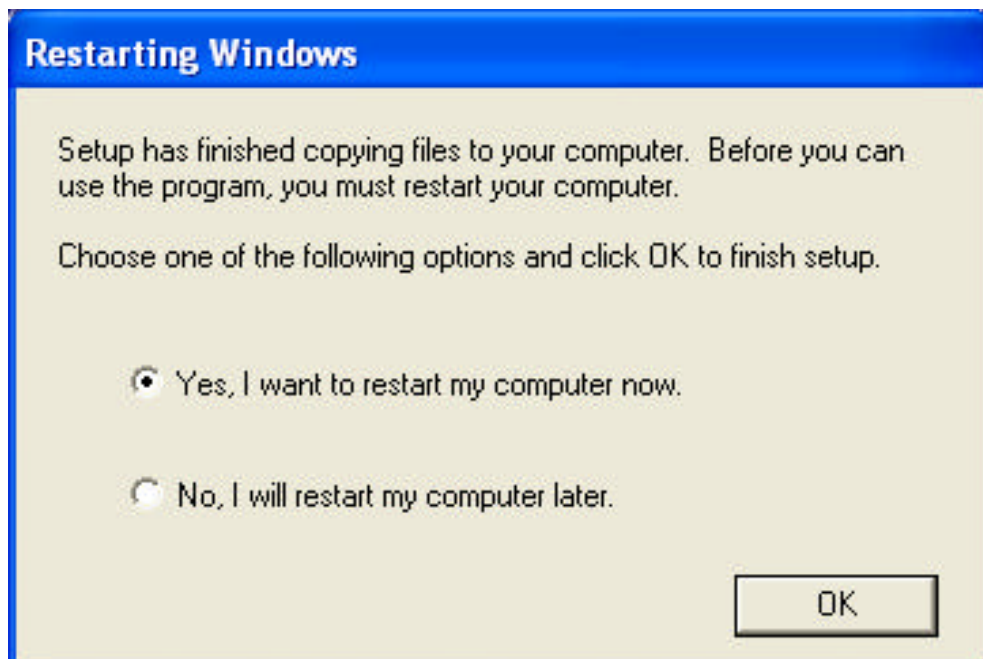 Restarting Windows
Setup has finished copying files to your computer.  Before you can
use the program, you must restart your computer.
Choose one of the following options and click OK to finish setup.
Yes, I want to restart my computer now.
No, I will restart my computer later.
OK